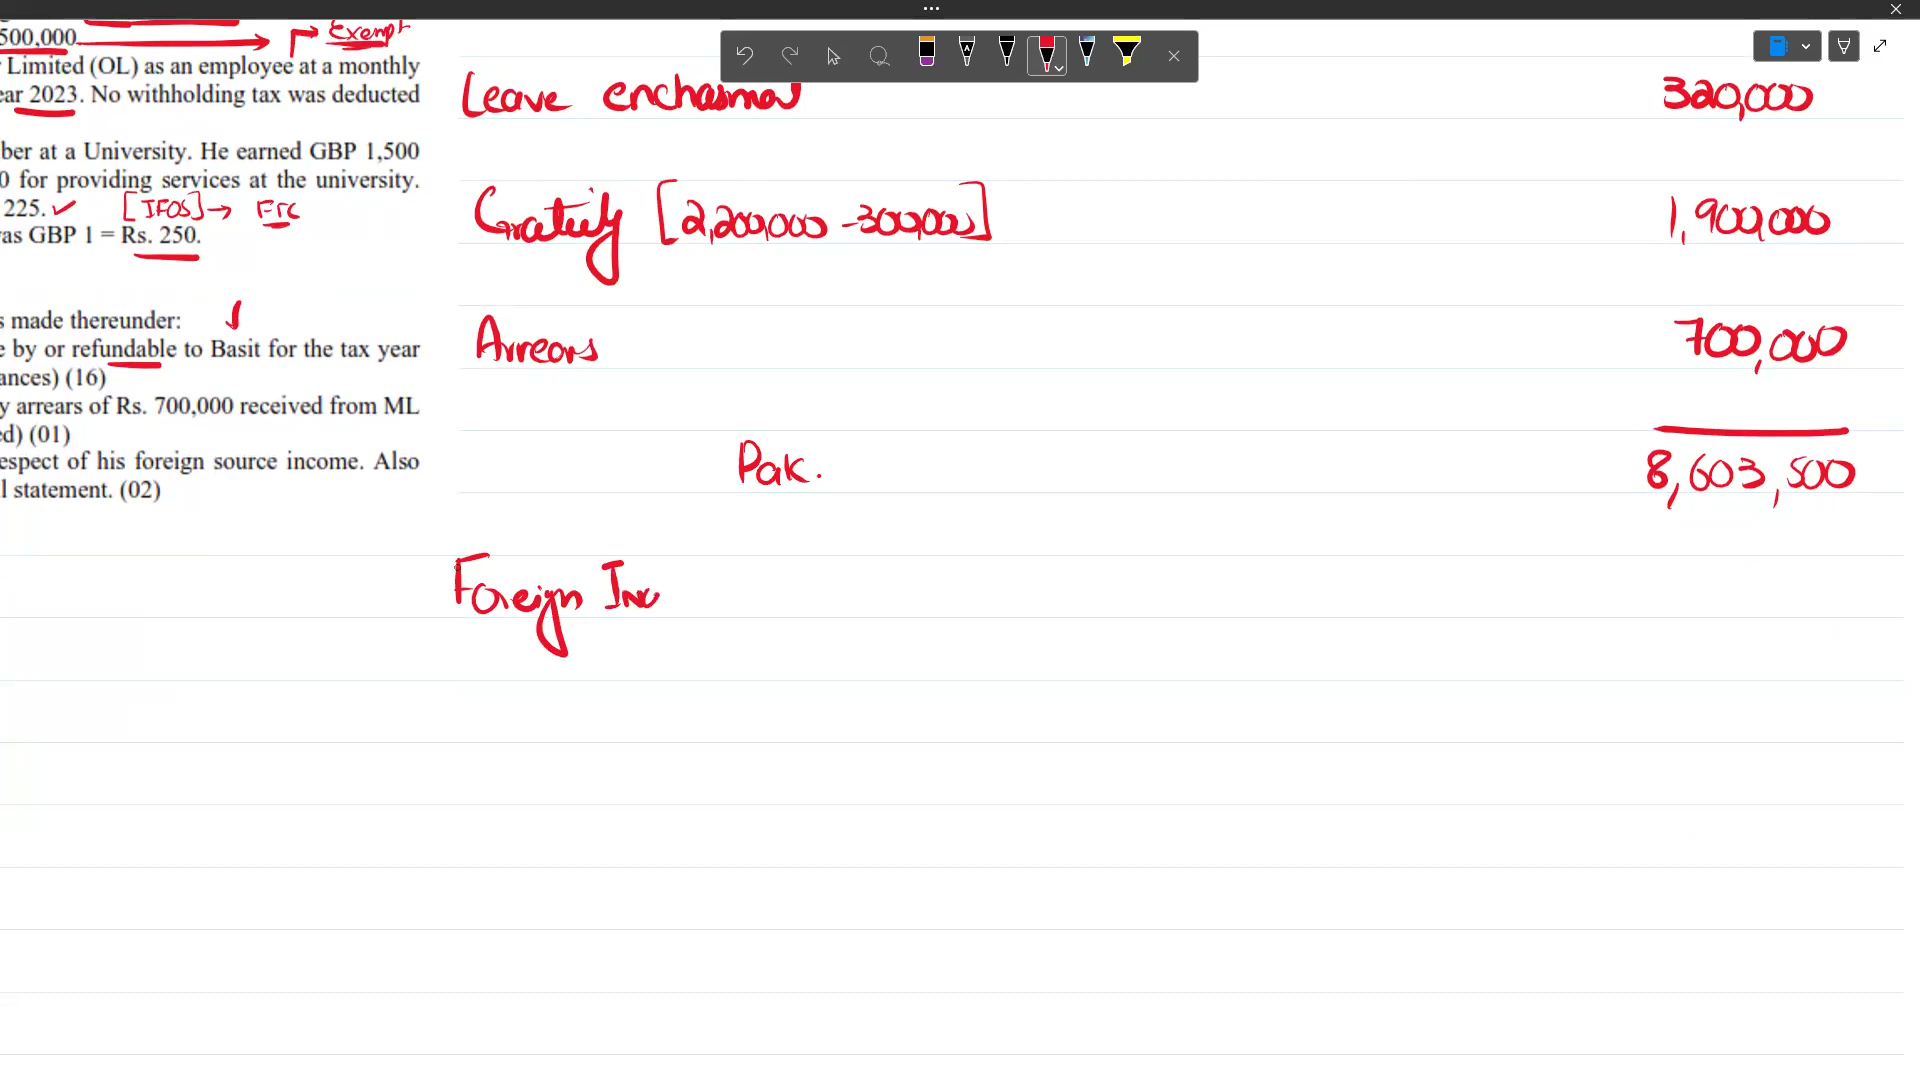 500,000
Exempt
Limited (OL) as an employee at a monthly
ar 2023. No withholding tax was deducted
ber at a University. He earned GBP 1,500
0 for providing services at the university.
225. [IFOS] → FTC
as GBP 1 = Rs. 250.
s made thereunder:
e by or refundable to Basit for the tax year
ances) (16)
y arrears of Rs. 700,000 received from ML
ed) (01)
espect of his foreign source income. Also
l statement. (02)
Leave 320,000
[2,200,000 - 300,000] 1,900,000
Arrears 700,000
Pak. 8,603,500
Foreign Inc